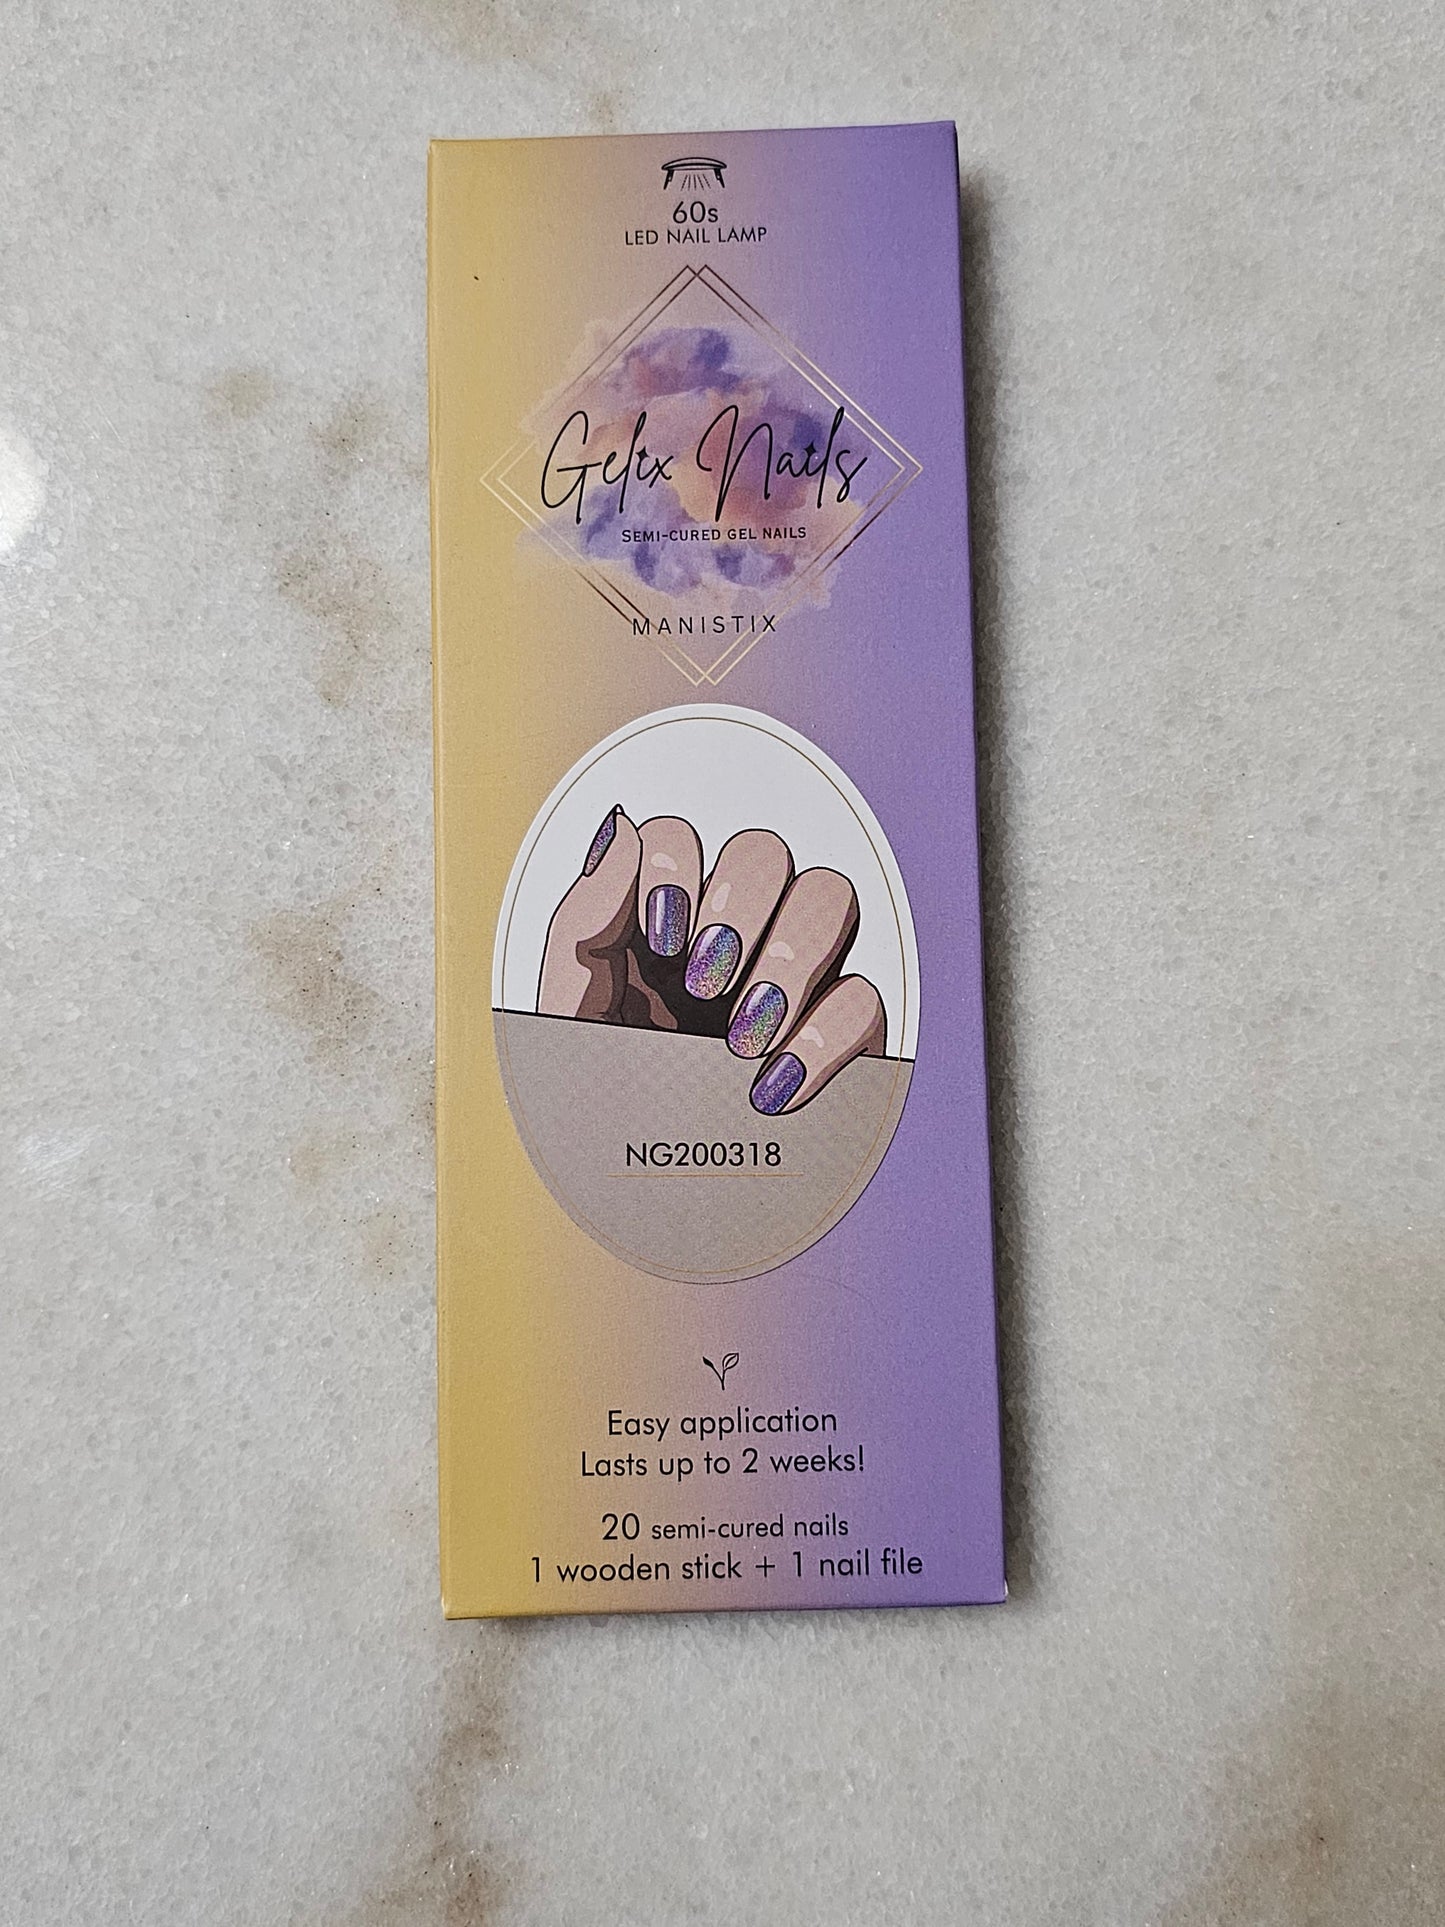 60s
LED NAIL LAMP
Gelix Nails
SEMI-CURED GEL NAILS
MANISTIX
NG200318
Easy application
Lasts up to 2 weeks!
20 semi-cured nails
1 wooden stick + 1 nail file